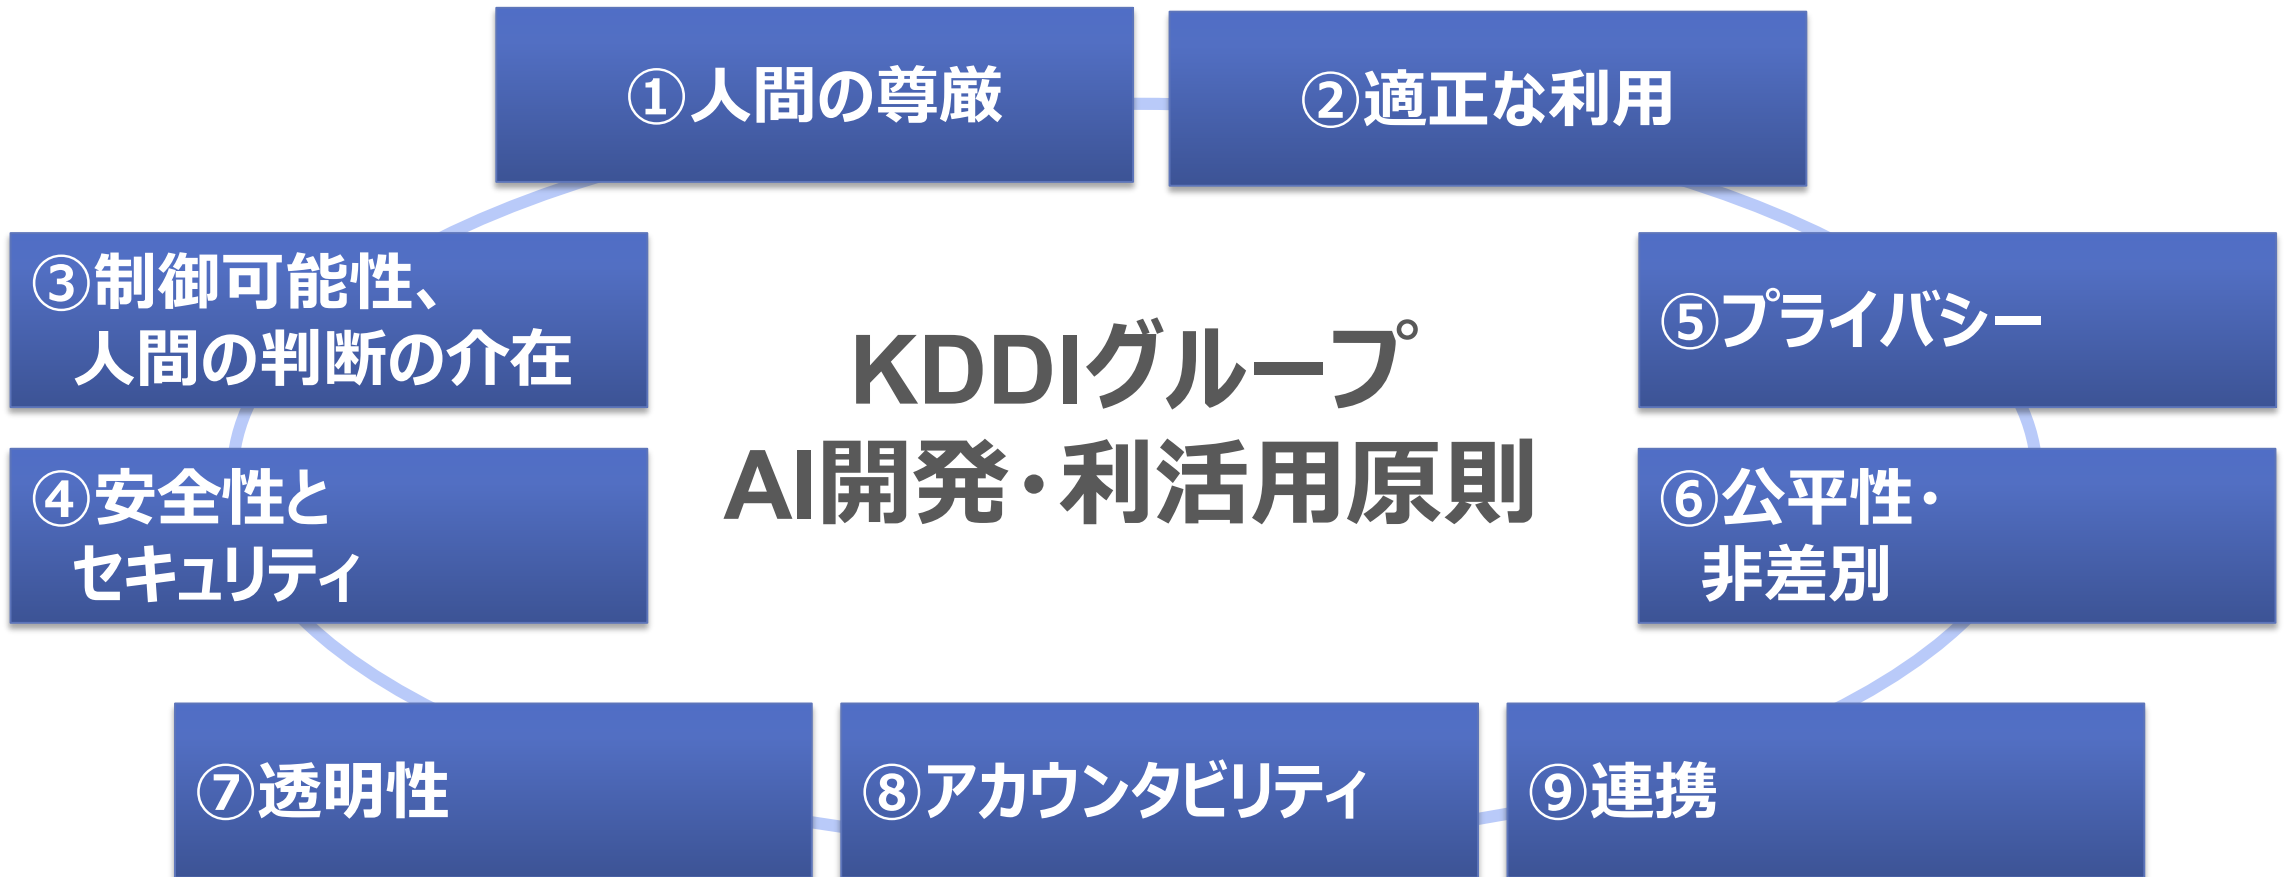 ①人間の尊厳
②適正な利用
③制御可能性、
人間の判断の介在
⑤プライバシー
KDDIグループ
AI開発・利活用原則
④安全性と
セキュリティ
⑥公平性・
非差別
⑦透明性
⑧アカウンタビリティ
⑨連携